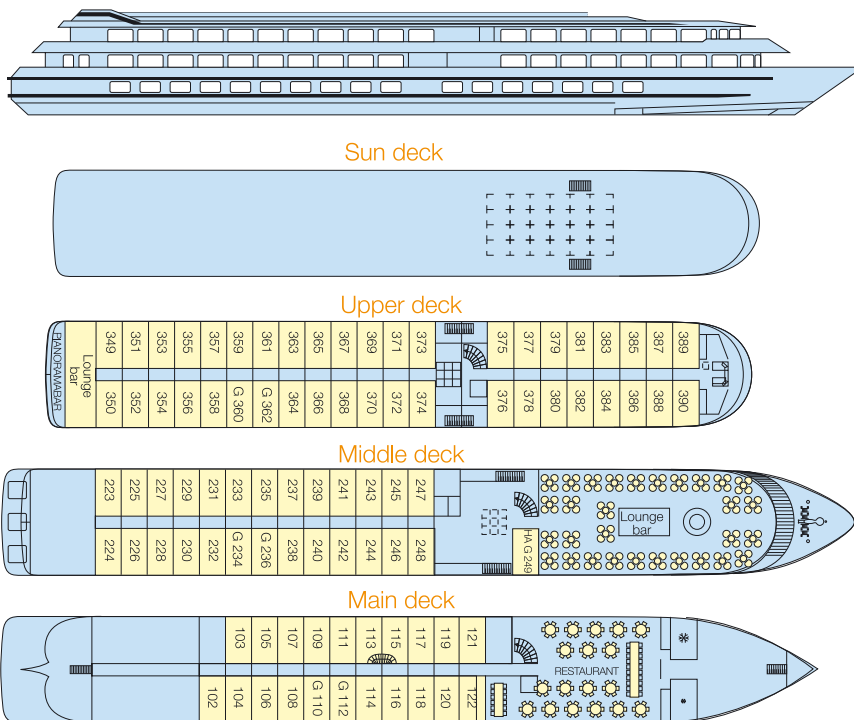 Sun deck
Upper deck
PIANORAMABAR
Lounge
bar
349 351 353 355 357 359 361 363 365 367 369 371 373 375 377 379 381 383 385 387 389
350 352 354 356 358 G 360 G 362 364 366 368 370 372 374 376 378 380 382 384 386 388 390
Middle deck
223 225 227 229 231 233 235 237 239 241 243 245 247
224 226 228 230 232 G 234 G 236 238 240 242 244 246 248
HA G 249
Lounge
bar
Main deck
103 105 107 109 111 113 115 117 119 121
102 104 106 108 G 110 G 112 114 116 118 120 122
RESTAURANT